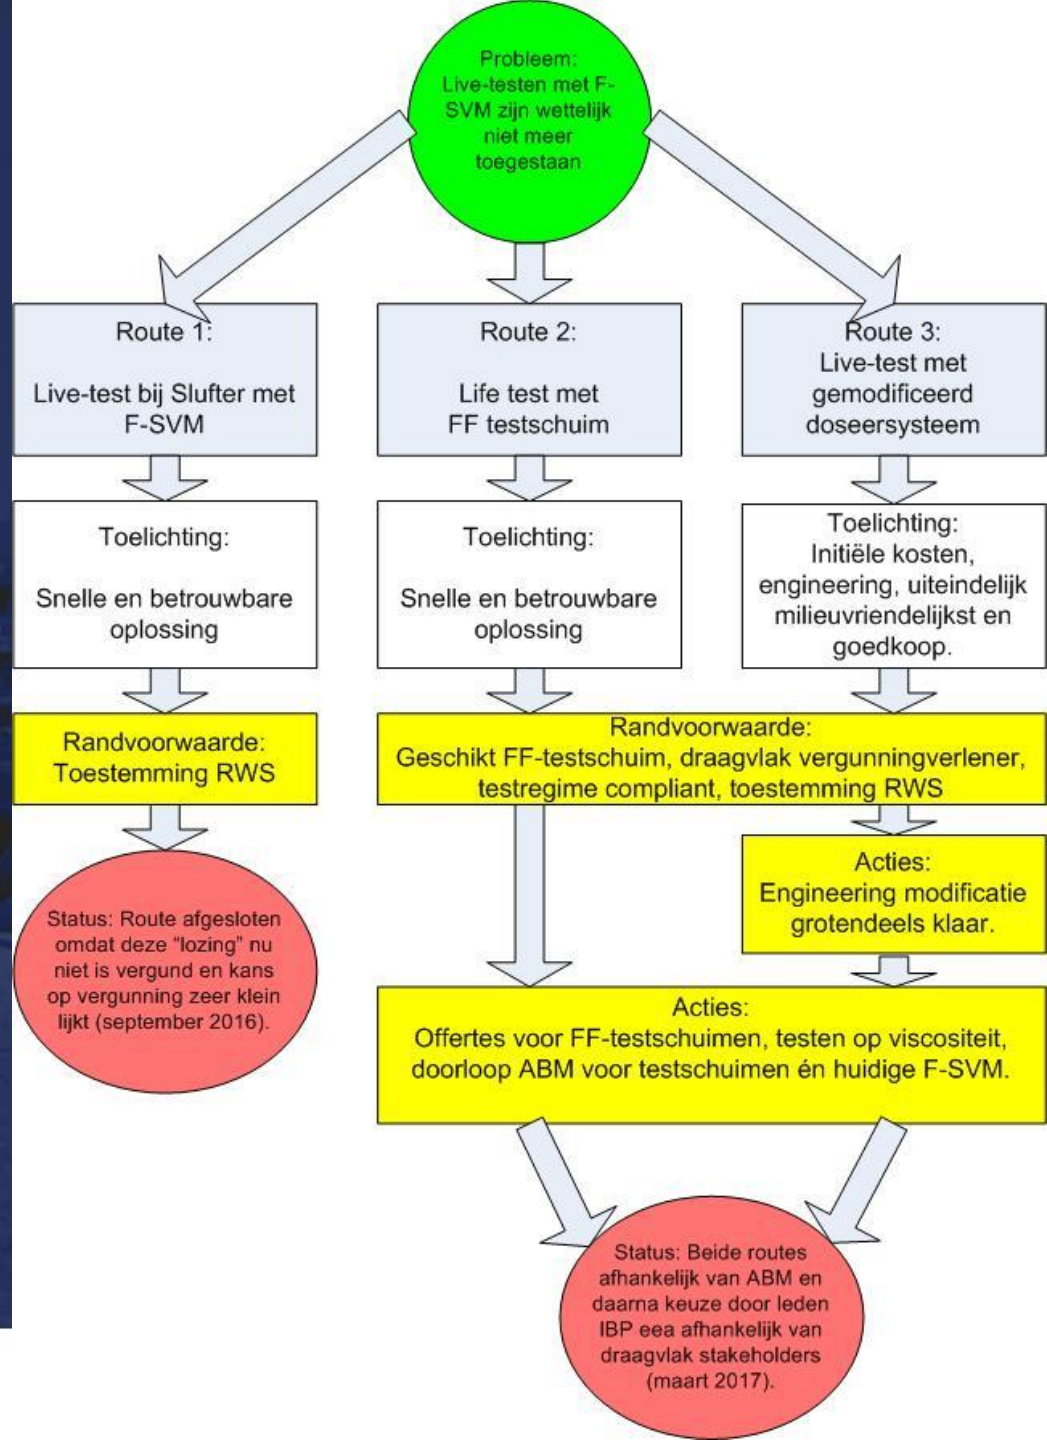 Probleem:
Live-testen met F-
SVM zijn wettelijk
niet meer
toegestaan
Route 1:
Live-test bij Slufter met
F-SVM
Route 2:
Life test met
FF testschuim
Route 3:
Live-test met
gemodificeerd
doseersysteem
Toelichting:
Snelle en betrouwbare
oplossing
Toelichting:
Snelle en betrouwbare
oplossing
Toelichting:
Initiële kosten,
engineering, uiteindelijk
milieuvriendelijkst en
goedkoop.
Randvoorwaarde:
Toestemming RWS
Randvoorwaarde:
Geschikt FF-testschuim, draagvlak vergunningverlener,
testregime compliant, toestemming RWS
Acties:
Engineering modificatie
grotendeels klaar.
Status: Route afgesloten
omdat deze “lozing” nu
niet is vergund en kans
op vergunning zeer klein
lijkt (september 2016).
Acties:
Offertes voor FF-testschuimen, testen op viscositeit,
doorloop ABM voor testschuimen én huidige F-SVM.
Status: Beide routes
afhankelijk van ABM en
daarna keuze door leden
IBP eea afhankelijk van
draagvlak stakeholders
(maart 2017).